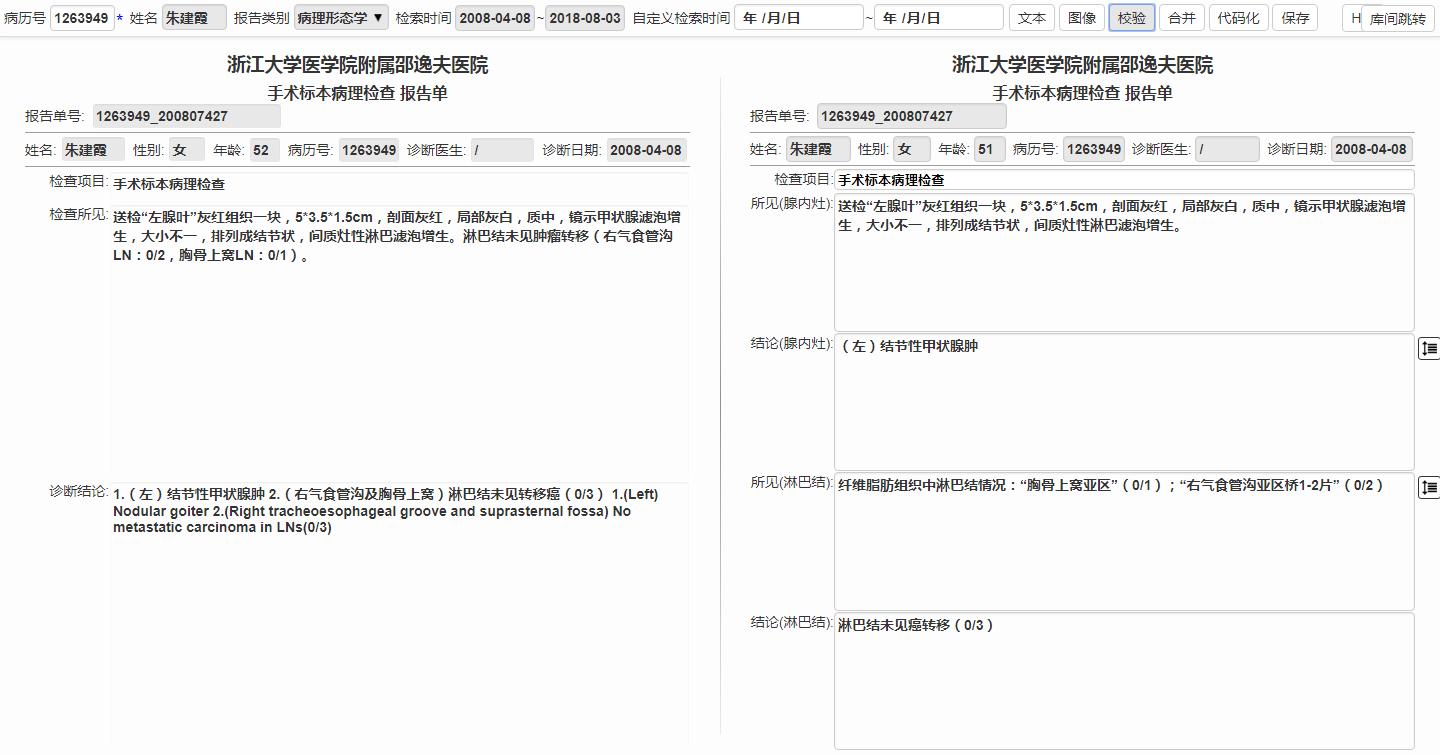 病历号 1263949 * 姓名 朱建霞 报告类别 病理形态学 ▼ 检索时间 2008-04-08 ~ 2018-08-03 自定义检索时间 年 /月/日 ~ 年 /月/日 文本 图像 校验 合并 代码化 保存 H 库间跳转
浙江大学医学院附属邵逸夫医院
手术标本病理检查 报告单
报告单号: 1263949_200807427
姓名: 朱建霞 性别: 女 年龄: 52 病历号: 1263949 诊断医生: / 诊断日期: 2008-04-08
检查项目: 手术标本病理检查
检查所见: 送检“左腺叶”灰红组织一块，5*3.5*1.5cm，剖面灰红，局部灰白，质中，镜示甲状腺滤泡增
生，大小不一，排列成结节状，间质灶性淋巴滤泡增生。淋巴结未见肿瘤转移（右气食管沟
LN：0/2，胸骨上窝LN：0/1）。
诊断结论: 1.（左）结节性甲状腺肿 2.（右气食管沟及胸骨上窝）淋巴结未见转移癌（0/3） 1.(Left)
Nodular goiter 2.(Right tracheoesophageal groove and suprasternal fossa) No
metastatic carcinoma in LNs(0/3)
浙江大学医学院附属邵逸夫医院
手术标本病理检查 报告单
报告单号: 1263949_200807427
姓名: 朱建霞 性别: 女 年龄: 51 病历号: 1263949 诊断医生: / 诊断日期: 2008-04-08
检查项目: 手术标本病理检查
所见(腺内灶): 送检“左腺叶”灰红组织一块，5*3.5*1.5cm，剖面灰红，局部灰白，质中，镜示甲状腺滤泡增
生，大小不一，排列成结节状，间质灶性淋巴滤泡增生。
结论(腺内灶): （左）结节性甲状腺肿
所见(淋巴结): 纤维脂肪组织中淋巴结情况：“胸骨上窝亚区”（0/1）；“右气食管沟亚区桥1-2片”（0/2）
结论(淋巴结): 淋巴结未见癌转移（0/3）